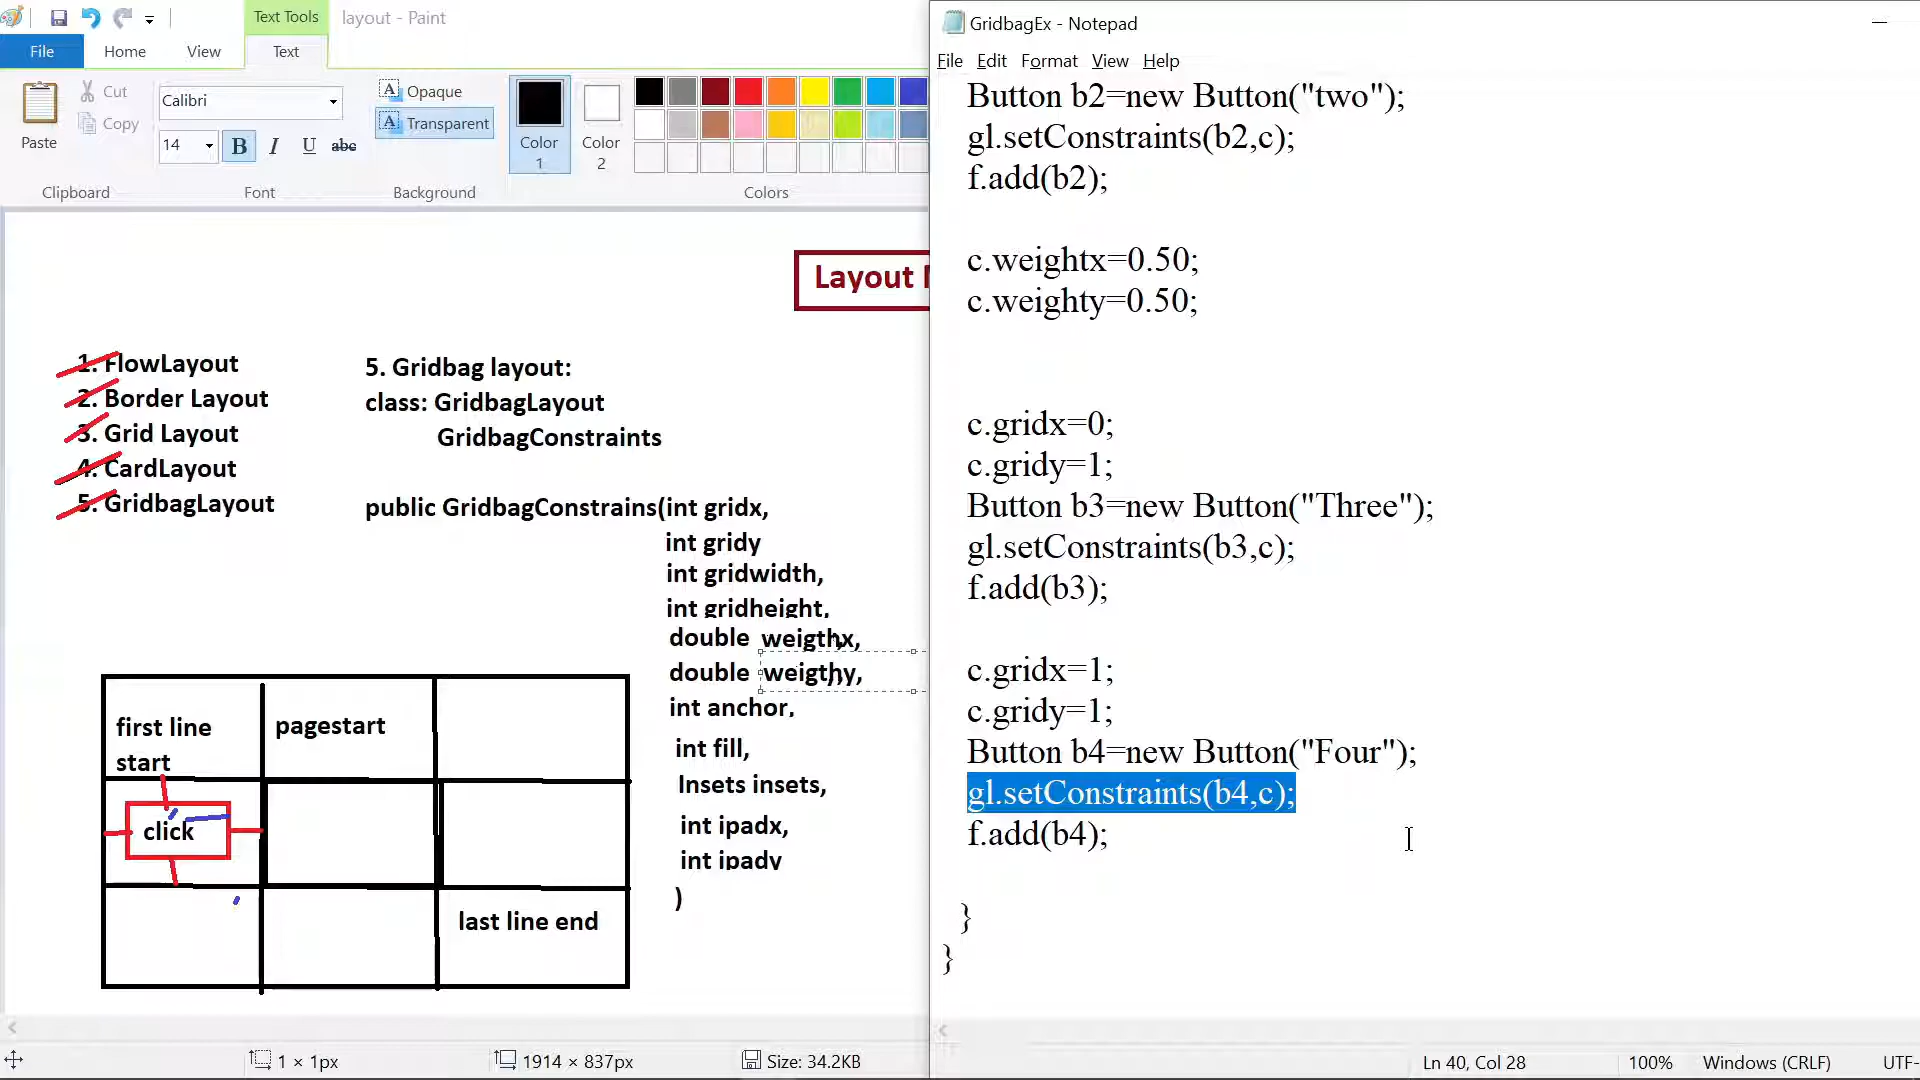 Text Tools
layout - Paint
File
Home
View
Text
Paste
Cut
Copy
Calibri
14
B
I
U
abc
Opaque
Transparent
Color
1
Color
2
Clipboard
Font
Background
Colors
Layout
1. FlowLayout
2. Border Layout
3. Grid Layout
4. CardLayout
5. GridbagLayout
5. Gridbag layout:
class: GridbagLayout
GridbagConstraints
public GridbagConstrains(int gridx,
int gridy
int gridwidth,
int gridheight,
double weigthx,
double weigthy,
int anchor,
int fill,
Insets insets,
int ipadx,
int ipady
)
first line
start
pagestart
click
last line end
1 × 1px
1914 × 837px
Size: 34.2KB
GridbagEx - Notepad
File Edit Format View Help
Button b2=new Button("two");
gl.setConstraints(b2,c);
f.add(b2);
c.weightx=0.50;
c.weighty=0.50;
c.gridx=0;
c.gridy=1;
Button b3=new Button("Three");
gl.setConstraints(b3,c);
f.add(b3);
c.gridx=1;
c.gridy=1;
Button b4=new Button("Four");
gl.setConstraints(b4,c);
f.add(b4);
}
}
Ln 40, Col 28
100%
Windows (CRLF)
UTF-